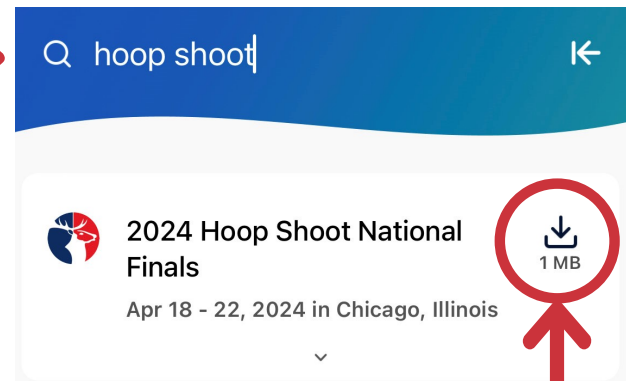 hoop shoot
2024 Hoop Shoot National
Finals
Apr 18 - 22, 2024 in Chicago, Illinois
1 MB